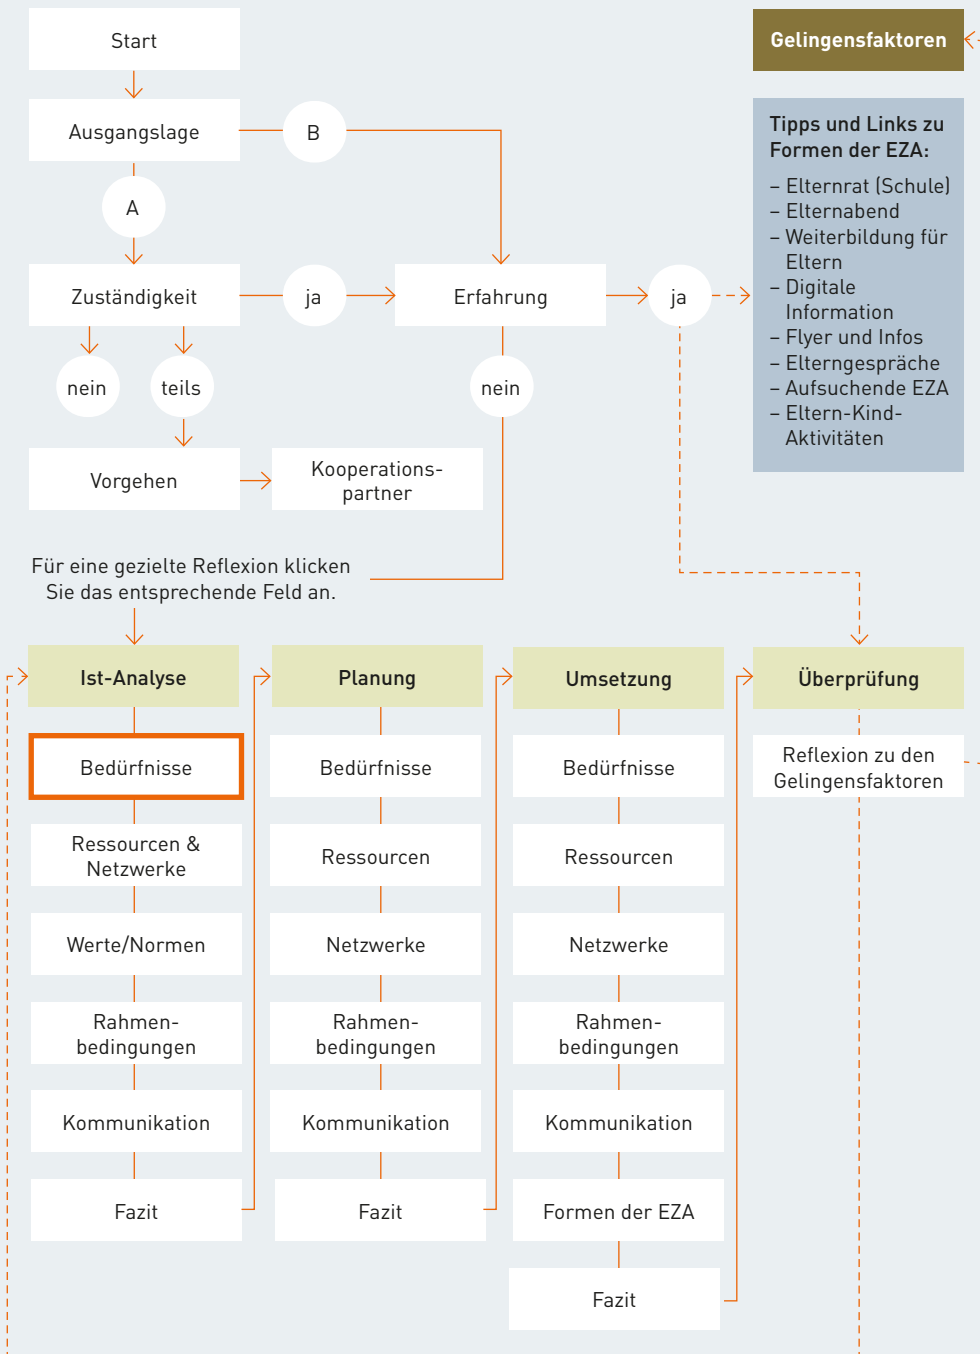 Start
Gelingensfaktoren
Ausgangslage
B
A
Tipps und Links zu
Formen der EZA:
– Elternrat (Schule)
– Elternabend
– Weiterbildung für
Eltern
– Digitale
Information
– Flyer und Infos
– Elterngespräche
– Aufsuchende EZA
– Eltern-Kind-
Aktivitäten
Zuständigkeit
ja
Erfahrung
ja
nein
teils
nein
Vorgehen
Kooperations-
partner
Für eine gezielte Reflexion klicken
Sie das entsprechende Feld an.
Ist-Analyse
Bedürfnisse
Ressourcen &
Netzwerke
Werte/Normen
Rahmen-
bedingungen
Kommunikation
Fazit
Planung
Bedürfnisse
Ressourcen
Netzwerke
Rahmen-
bedingungen
Kommunikation
Fazit
Umsetzung
Bedürfnisse
Ressourcen
Netzwerke
Rahmen-
bedingungen
Kommunikation
Formen der EZA
Fazit
Überprüfung
Reflexion zu den
Gelingensfaktoren